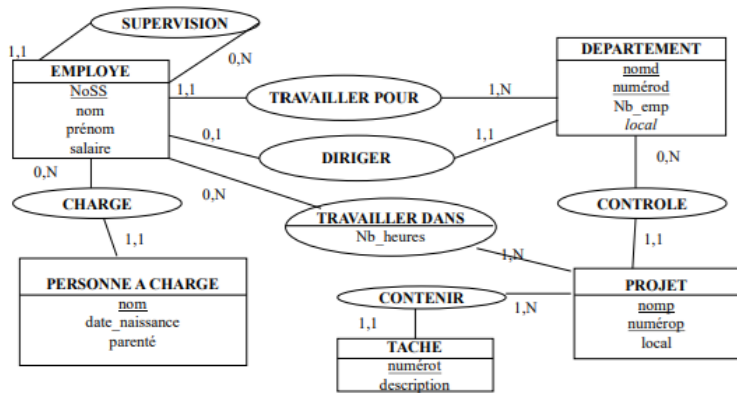 SUPERVISION
1,1
0,N
EMPLOYE
NoSS
nom
prénom
salaire
1,1
TRAVAILLER POUR
1,N
DEPARTEMENT
nomd
numérod
Nb_emp
local
0,1
DIRIGER
1,1
0,N
CHARGE
1,1
0,N
TRAVAILLER DANS
Nb_heures
1,N
0,N
CONTROLE
1,1
PERSONNE A CHARGE
nom
date_naissance
parenté
CONTENIR
1,N
1,1
PROJET
nomp
numérop
local
TACHE
numérot
description